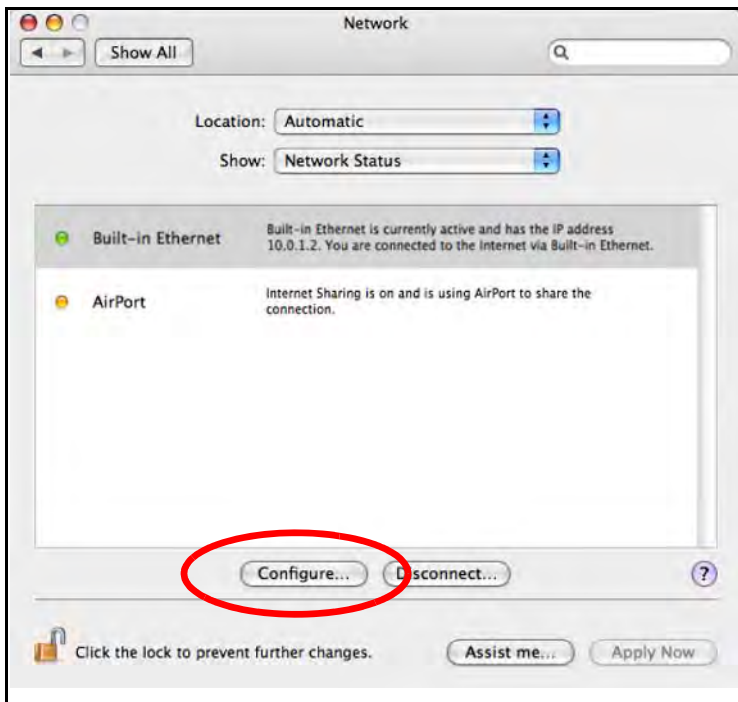 Network
Show All
Location: Automatic
Show: Network Status
Built-in Ethernet
Built-in Ethernet is currently active and has the IP address
10.0.1.2. You are connected to the Internet via Built-in Ethernet.
AirPort
Internet Sharing is on and is using AirPort to share the
connection.
Configure... Disconnect... ?
Click the lock to prevent further changes. Assist me... Apply Now